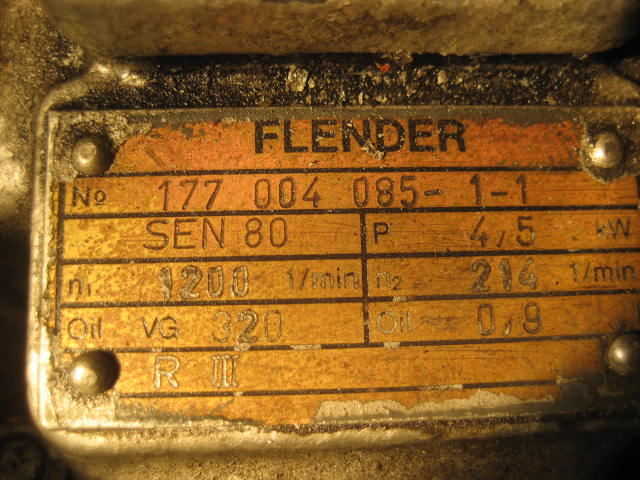 FLENDER
No 177 004 085-1-1
SEN 80 P 4,5 kW
n₁ 1200 1/min n₂ 214 1/min
Oil VG 320 Oil ≈ 0,9
R III